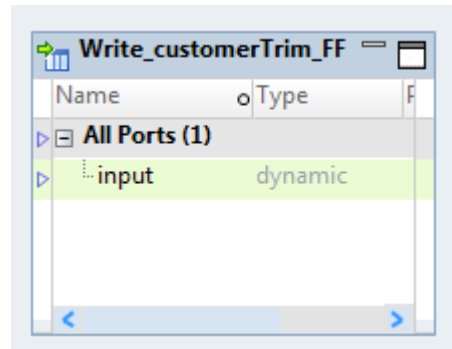 Write_customerTrim_FF
Name Type
All Ports (1)
input dynamic